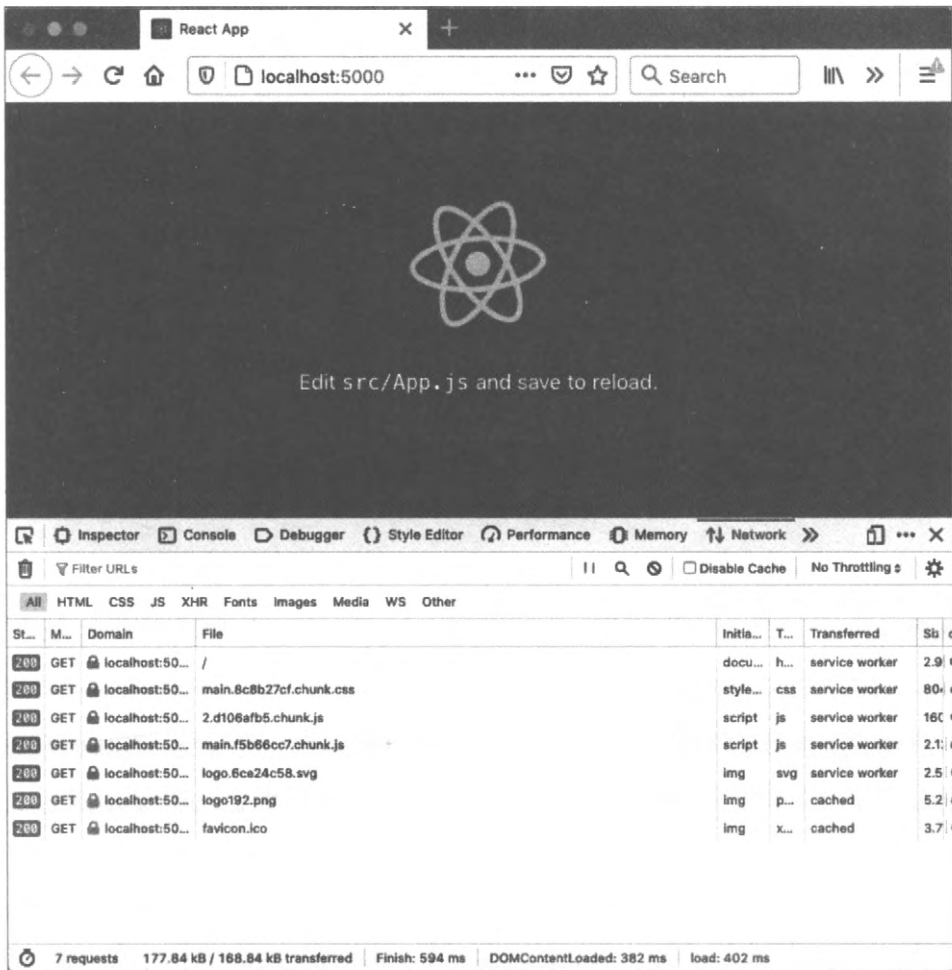 React App
localhost:5000
Search
Edit src/App.js and save to reload.
Inspector Console Debugger {} Style Editor Performance Memory Network
Filter URLs Disable Cache No Throttling
All HTML CSS JS XHR Fonts Images Media WS Other
St... M... Domain File Initia... T... Transferred
200 GET localhost:50... / docu... h... service worker 2.9
200 GET localhost:50... main.8c8b27cf.chunk.css style... css service worker 80
200 GET localhost:50... 2.d106afb5.chunk.js script js service worker 160
200 GET localhost:50... main.f5b66cc7.chunk.js script js service worker 2.1
200 GET localhost:50... logo.6ce24c58.svg img svg service worker 2.5
200 GET localhost:50... logo192.png img p... cached 5.2
200 GET localhost:50... favicon.ico img x... cached 3.7
7 requests 177.84 kB / 168.84 kB transferred Finish: 594 ms DOMContentLoaded: 382 ms load: 402 ms